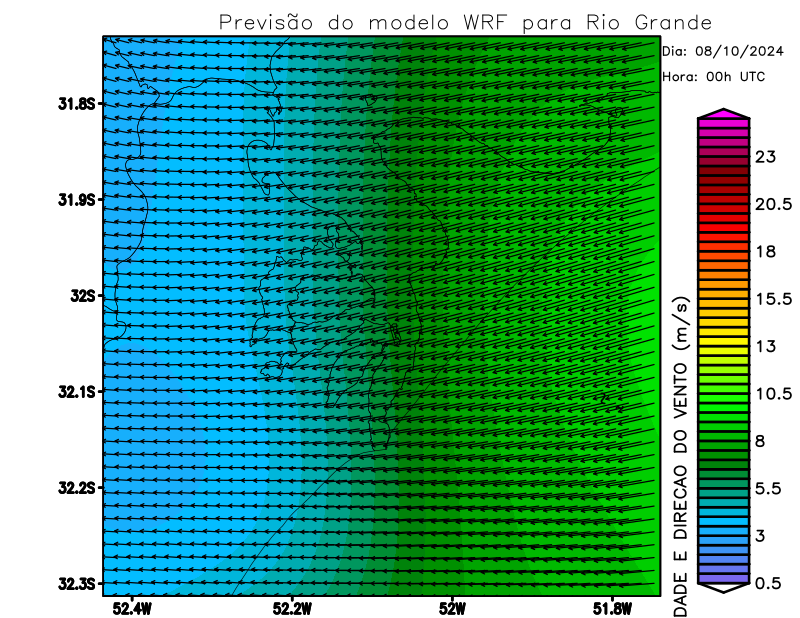 Previsão do modelo WRF para Rio Grande
Dia: 08/10/2024
Hora: 00h UTC
31.8S
31.9S
32S
32.1S
32.2S
32.3S
52.4W
52.2W
52W
51.8W
DADE E DIRECAO DO VENTO (m/s)
23
20.5
18
15.5
13
10.5
8
5.5
3
0.5